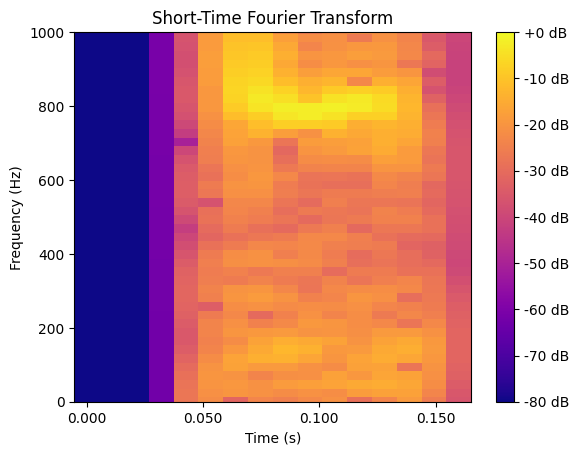 Short-Time Fourier Transform
Frequency (Hz)
1000
800
600
400
200
0
0.000
0.050
0.100
0.150
Time (s)
+0 dB
-10 dB
-20 dB
-30 dB
-40 dB
-50 dB
-60 dB
-70 dB
-80 dB